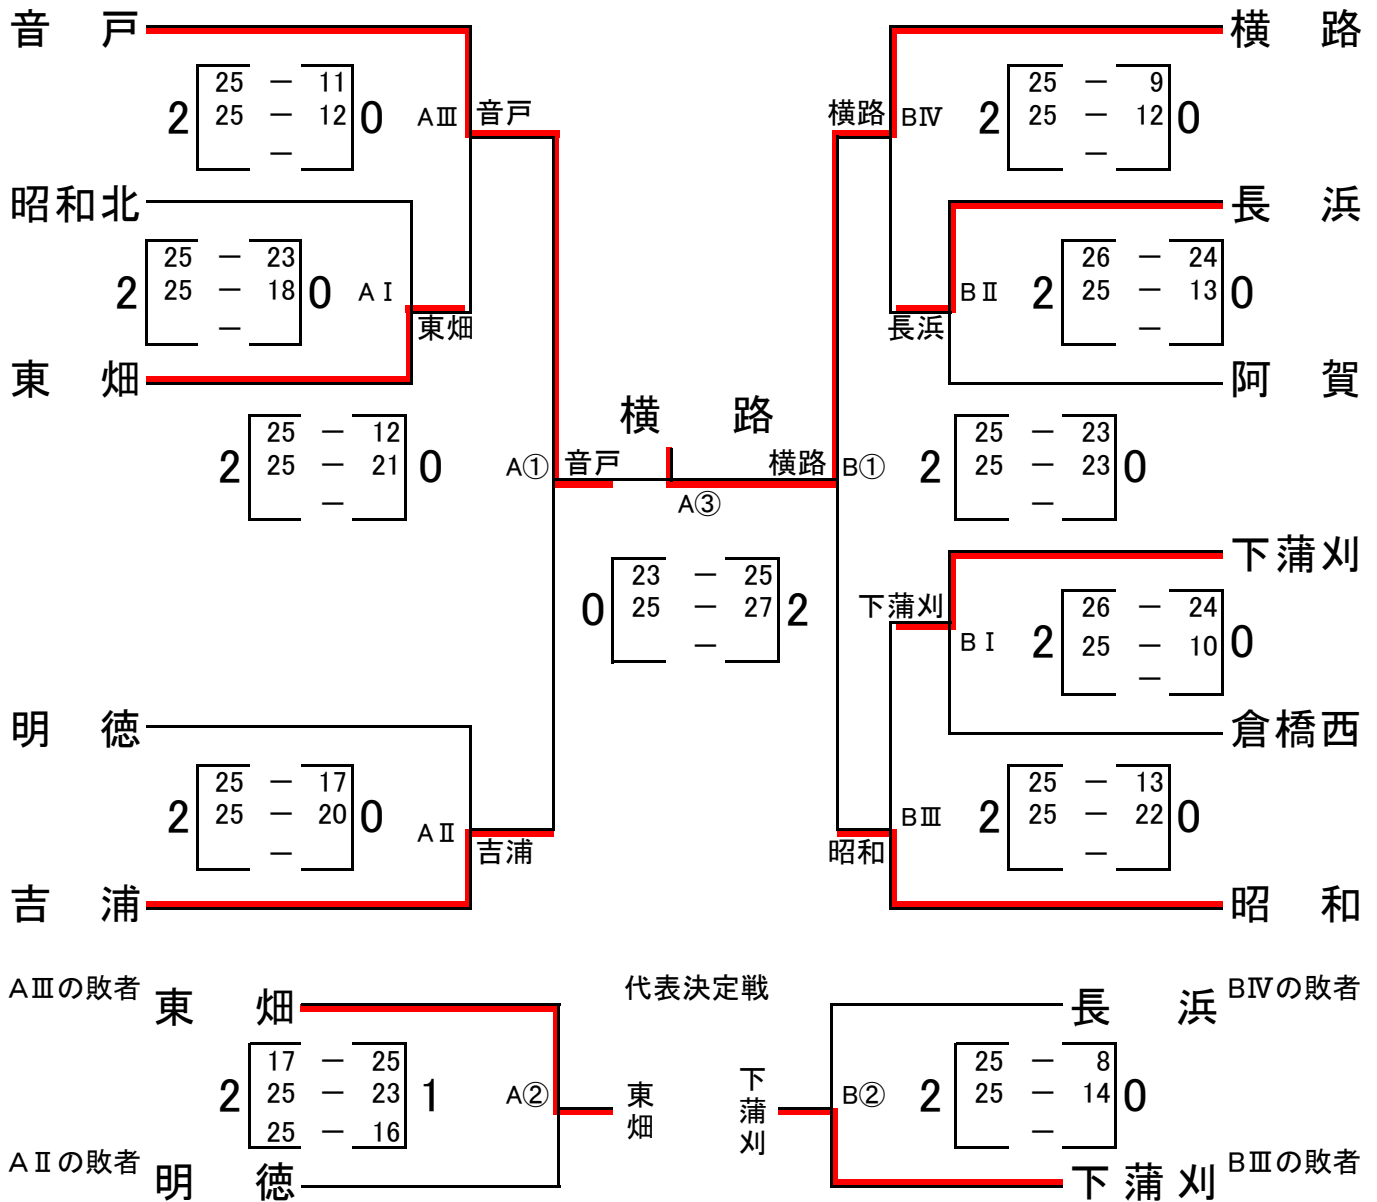 音戸
横路
2 25 － 11 0
25 － 12
－
AⅢ 音戸
横路 BⅣ
2 25 － 9 0
25 － 12
－
昭和北
長浜
2 25 － 23 0
25 － 18
－
AⅠ
東畑
長浜
BⅡ
2 26 － 24 0
25 － 13
－
東畑
阿賀
横路
2 25 － 12 0
25 － 21
－
A① 音戸
横路 B①
A③
2 25 － 23 0
25 － 23
－
下蒲刈
0 23 － 25 2
25 － 27
－
下蒲刈
BⅠ
2 26 － 24 0
25 － 10
－
明徳
倉橋西
2 25 － 17 0
25 － 20
－
AⅡ
吉浦
昭和
BⅢ
2 25 － 13 0
25 － 22
－
吉浦
昭和
AⅢの敗者 東畑
代表決定戦
長浜 BⅣの敗者
2 17 － 25 1
25 － 23
25 － 16
A② 東畑
下蒲刈 B②
2 25 － 8 0
25 － 14
－
AⅡの敗者 明徳
下蒲刈 BⅢの敗者